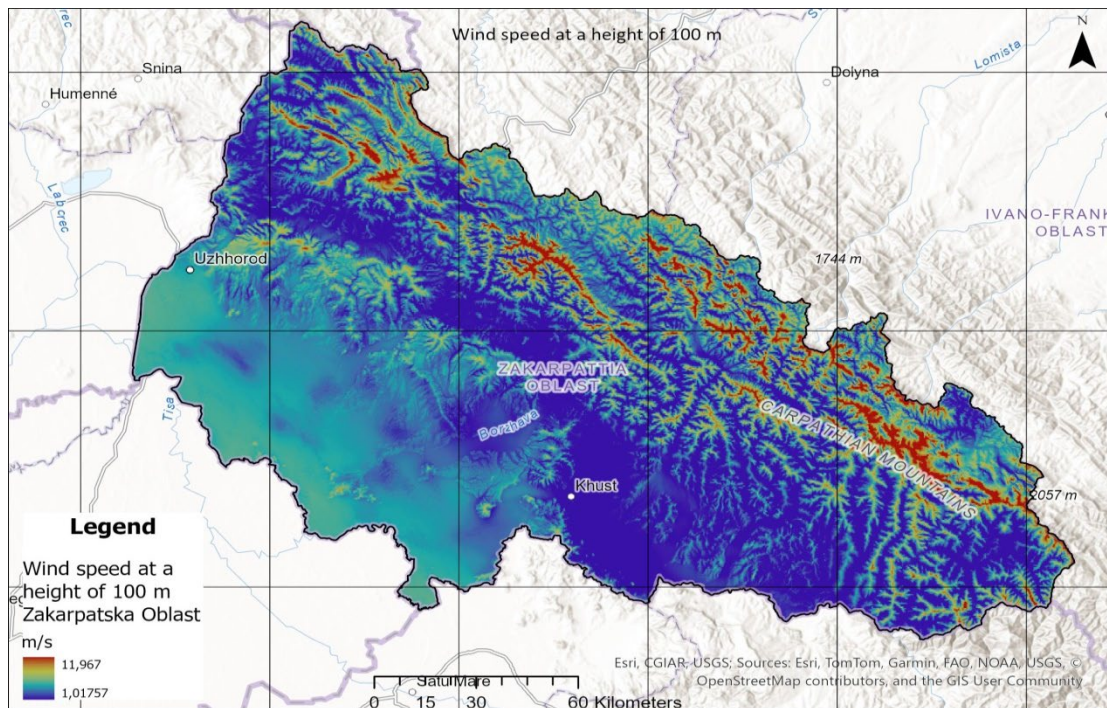 Wind speed at a height of 100 m
N
Snina
Humenné
Dolyna
Lomista
Laborec
IVANO-FRANK
OBLAST
1744 m
Uzhhorod
ZAKARPATTIA
OBLAST
Tisa
Borzhava
CARPATHIAN MOUNTAINS
Khust
2057 m
Legend
Wind speed at a
height of 100 m
Zakarpatska Oblast
m/s
11,967
1,01757
Satu Mare
0 15 30 60 Kilometers
Esri, CGIAR, USGS; Sources: Esri, TomTom, Garmin, FAO, NOAA, USGS, ©
OpenStreetMap contributors, and the GIS User Community